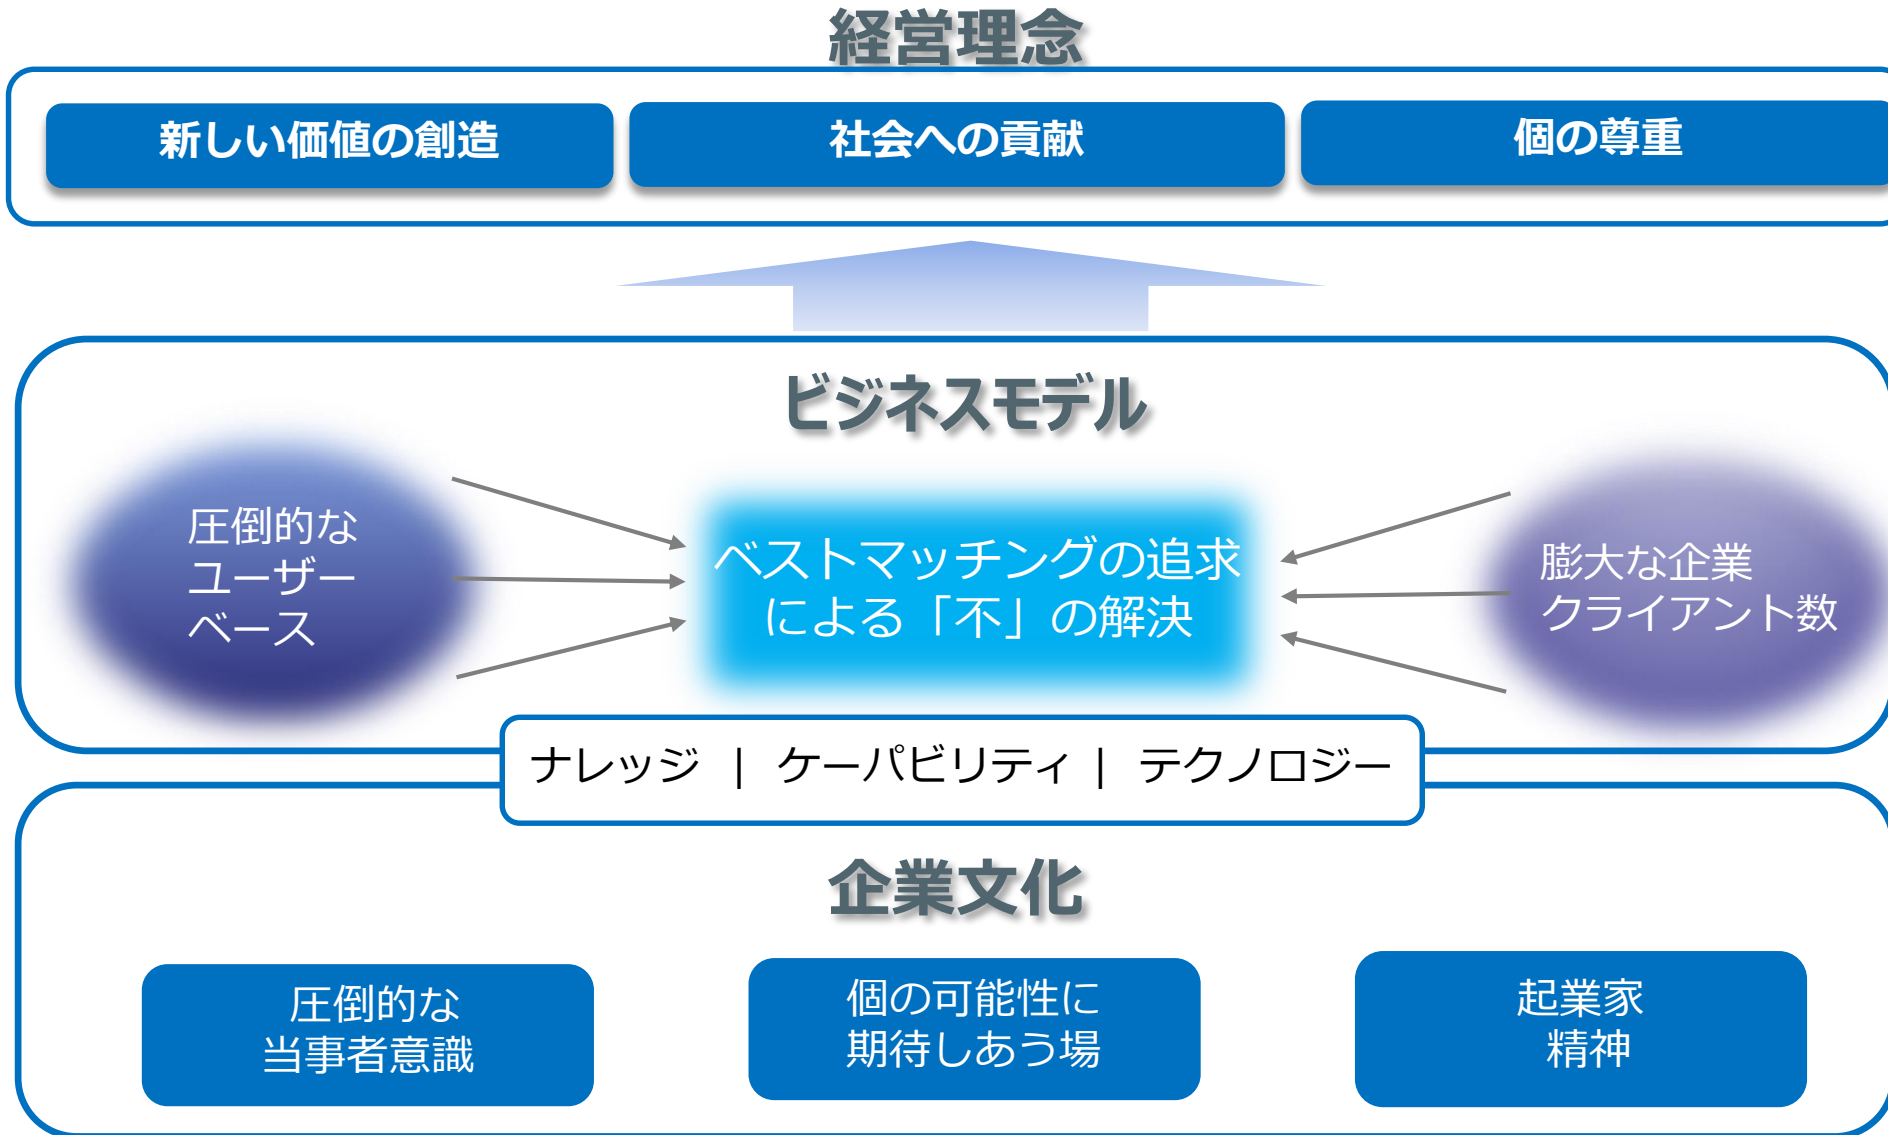 経営理念
新しい価値の創造
社会への貢献
個の尊重
ビジネスモデル
圧倒的な
ユーザー
ベース
ベストマッチングの追求
による「不」の解決
膨大な企業
クライアント数
ナレッジ | ケーパビリティ | テクノロジー
企業文化
圧倒的な
当事者意識
個の可能性に
期待しあう場
起業家
精神